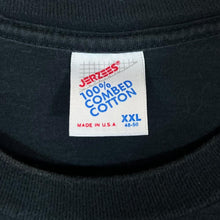 JERZEES
100%
COMBED
COTTON
XXL
MADE IN U.S.A
48-50